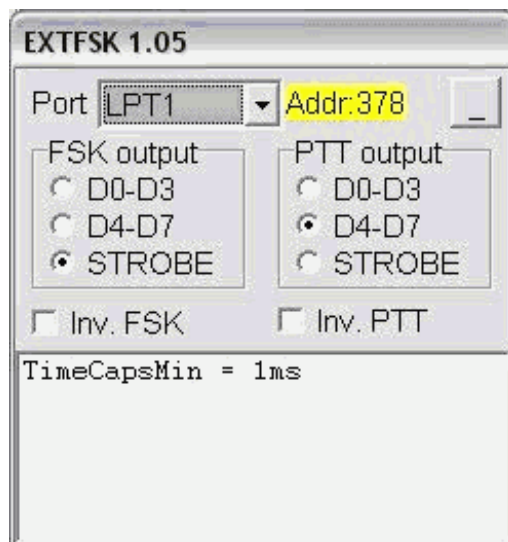 EXTFSK 1.05
Port LPT1 Addr:378 _
FSK output PTT output
D0-D3 D0-D3
D4-D7 D4-D7
STROBE STROBE
Inv. FSK Inv. PTT
TimeCapsMin = 1ms